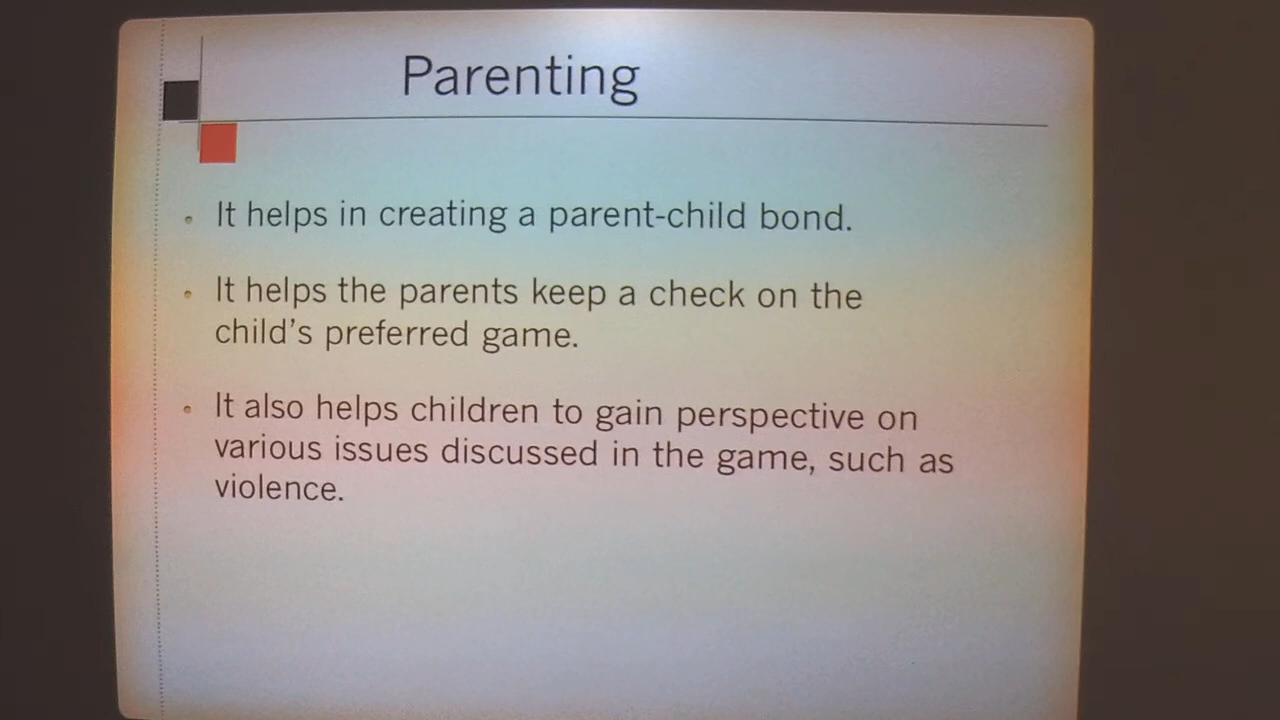 Parenting
It helps in creating a parent-child bond.
It helps the parents keep a check on the
child's preferred game.
It also helps children to gain perspective on
various issues discussed in the game, such as
violence.